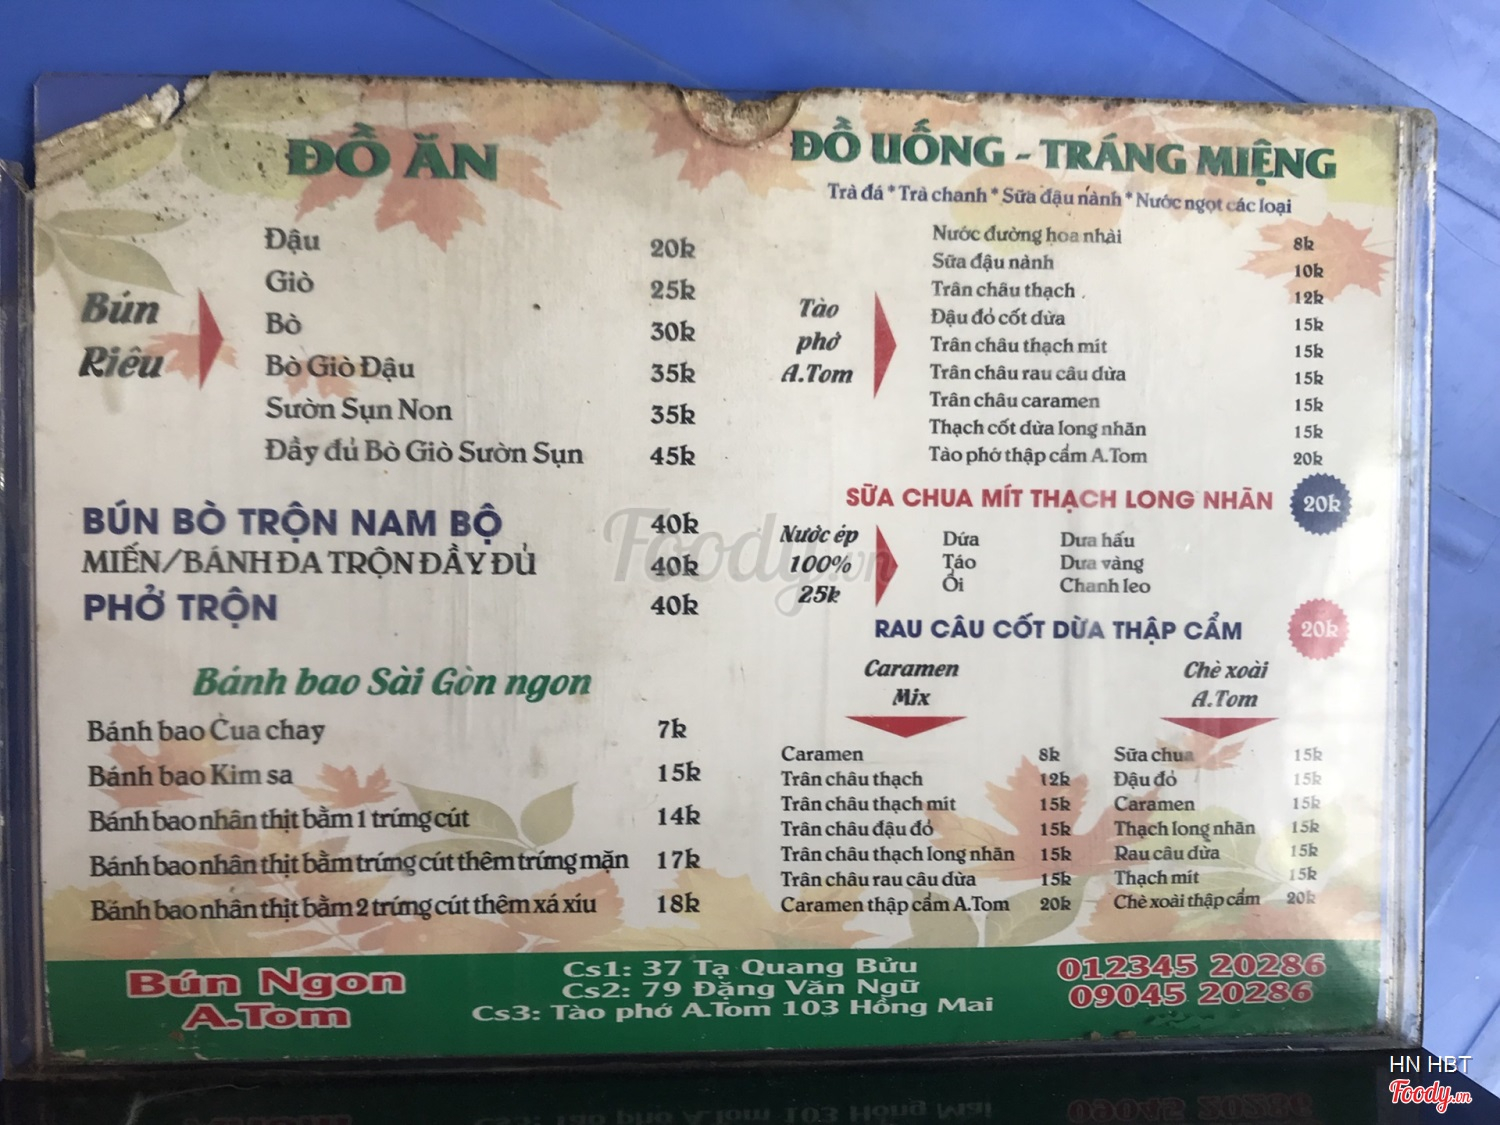 ĐỒ ĂN
Bún
Riêu
Đậu 20k
Giò 25k
Bò 30k
Bò Giò Đậu 35k
Sườn Sụn Non 35k
Đầy đủ Bò Giò Sườn Sụn 45k
BÚN BÒ TRỘN NAM BỘ 40k
MIẾN/BÁNH ĐA TRỘN ĐẦY ĐỦ 40k
PHỞ TRỘN 40k
Bánh bao Sài Gòn ngon
Bánh bao Cua chay 7k
Bánh bao Kim sa 15k
Bánh bao nhân thịt bằm 1 trứng cút 14k
Bánh bao nhân thịt bằm trứng cút thêm trứng mặn 17k
Bánh bao nhân thịt bằm 2 trứng cút thêm xá xíu 18k
ĐỒ UỐNG - TRÁNG MIỆNG
Trà đá * Trà chanh * Sữa đậu nành * Nước ngọt các loại
Tào
phớ
A.Tom
Nước đường hoa nhài 8k
Sữa đậu nành 10k
Trân châu thạch 12k
Đậu đỏ cốt dừa 15k
Trân châu thạch mít 15k
Trân châu rau câu dừa 15k
Trân châu caramen 15k
Thạch cốt dừa long nhãn 15k
Tào phớ thập cẩm A.Tom 20k
SỮA CHUA MÍT THẠCH LONG NHÃN 20k
Nước ép
100%
25k
Dứa Dưa hấu
Táo Dưa vàng
Ổi Chanh leo
RAU CÂU CỐT DỪA THẬP CẨM 20k
Caramen
Mix
Caramen 8k
Trân châu thạch 12k
Trân châu thạch mít 15k
Trân châu đậu đỏ 15k
Trân châu thạch long nhãn 15k
Trân châu rau câu dừa 15k
Caramen thập cẩm A.Tom 20k
Chè xoài
A.Tom
Sữa chua 15k
Đậu đỏ 15k
Caramen 15k
Thạch long nhãn 15k
Rau câu dừa 15k
Thạch mít 15k
Chè xoài thập cẩm 20k
Bún Ngon
A.Tom
Cs1: 37 Tạ Quang Bửu
Cs2: 79 Đặng Văn Ngữ
Cs3: Tào phớ A.Tom 103 Hồng Mai
012345 20286
09045 20286
Foody.vn
HN HBT
Foody.vn